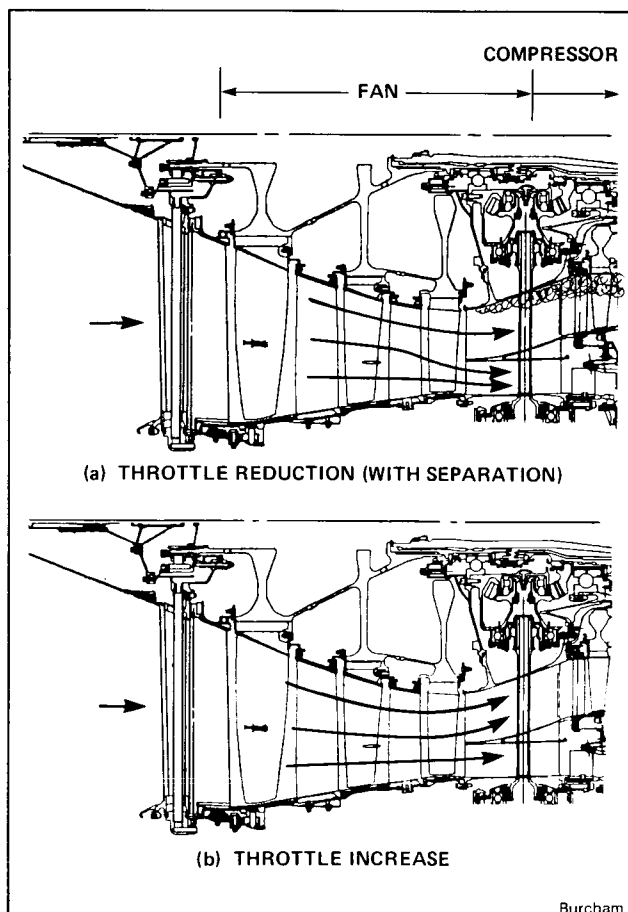 COMPRESSOR
FAN
(a) THROTTLE REDUCTION (WITH SEPARATION)
(b) THROTTLE INCREASE
Burcham